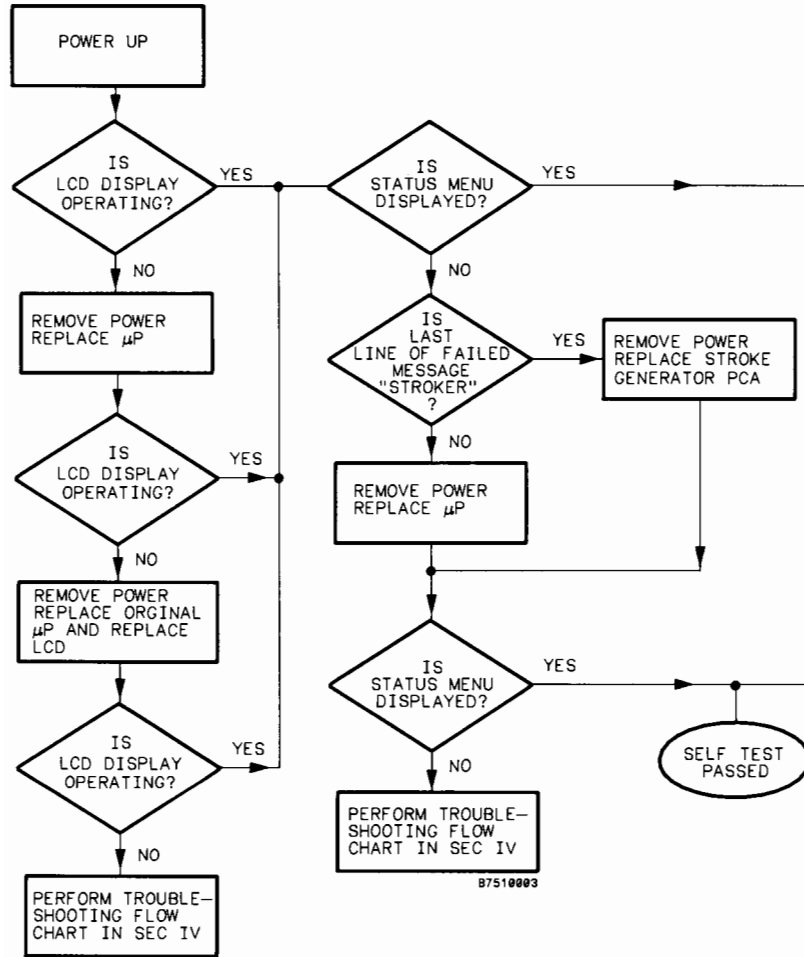 POWER UP
IS
LCD DISPLAY
OPERATING?
YES
NO
REMOVE POWER
REPLACE µP
IS
LCD DISPLAY
OPERATING?
YES
NO
REMOVE POWER
REPLACE ORGINAL
µP AND REPLACE
LCD
IS
LCD DISPLAY
OPERATING?
YES
NO
PERFORM TROUBLE—
SHOOTING FLOW
CHART IN SEC IV
IS
STATUS MENU
DISPLAYED?
YES
NO
IS
LAST
LINE OF FAILED
MESSAGE
"STROKER"
?
YES
REMOVE POWER
REPLACE STROKE
GENERATOR PCA
NO
REMOVE POWER
REPLACE µP
IS
STATUS MENU
DISPLAYED?
YES
SELF TEST
PASSED
NO
PERFORM TROUBLE—
SHOOTING FLOW
CHART IN SEC IV
B7510003